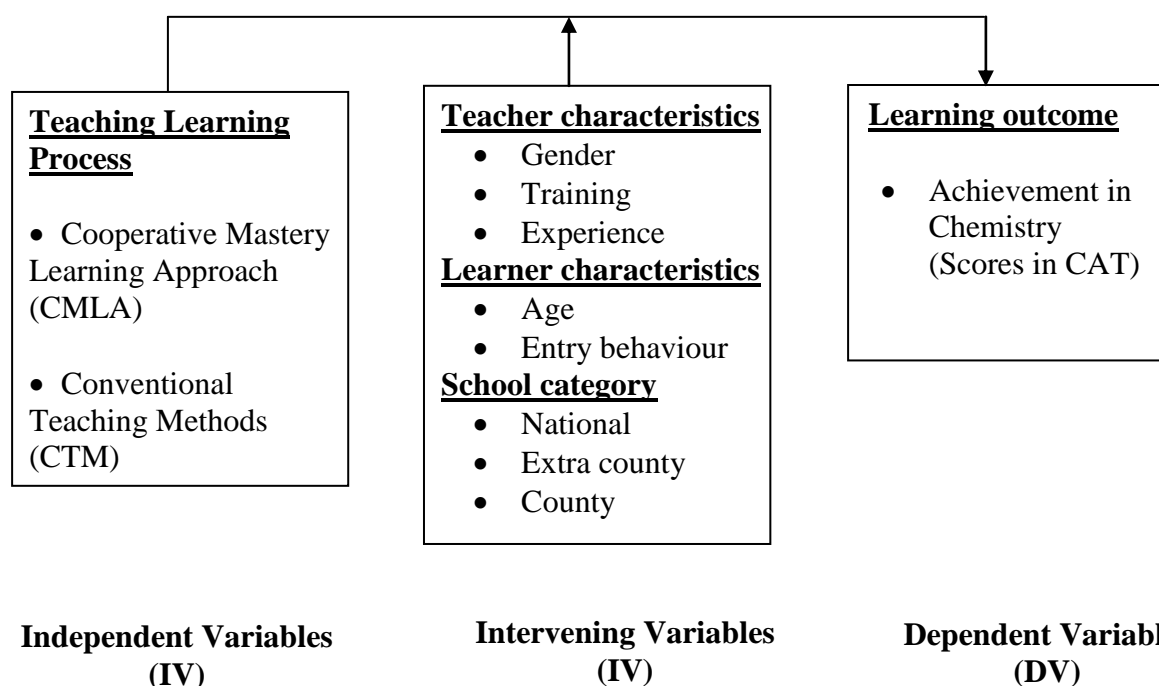 Teaching Learning
Process
• Cooperative Mastery
Learning Approach
(CMLA)
• Conventional
Teaching Methods
(CTM)
Teacher characteristics
• Gender
• Training
• Experience
Learner characteristics
• Age
• Entry behaviour
School category
• National
• Extra county
• County
Learning outcome
• Achievement in
Chemistry
(Scores in CAT)
Independent Variables
(IV)
Intervening Variables
(IV)
Dependent Variabl
(DV)